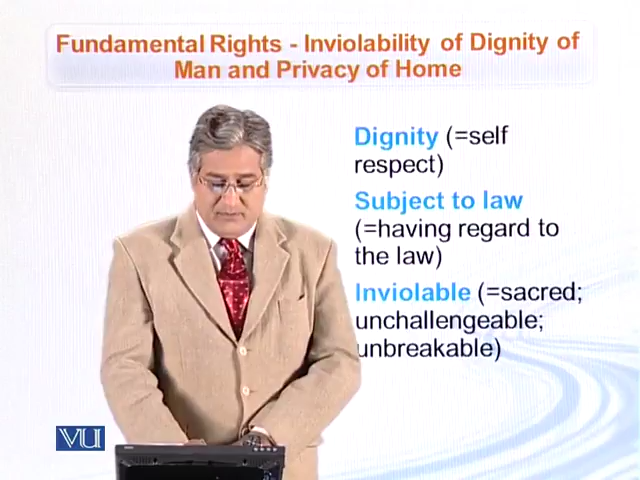 Fundamental Rights - Inviolability of Dignity of
Man and Privacy of Home
Dignity (=self
respect)
Subject to law
(=having regard to
the law)
Inviolable (=sacred;
unchallengeable;
unbreakable)
VU